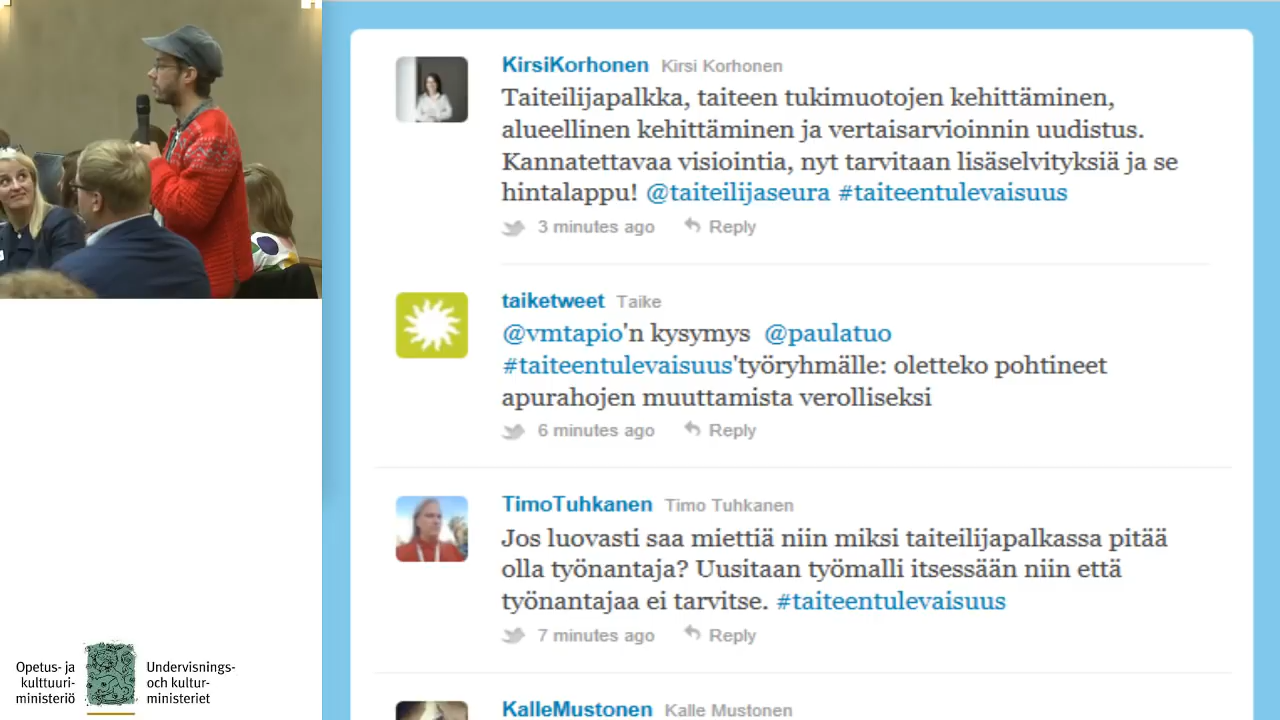 KirsiKorhonen Kirsi Korhonen
Taiteilijapalkka, taiteen tukimuotojen kehittäminen,
alueellinen kehittäminen ja vertaisarvioinnin uudistus.
Kannatettavaa visiointia, nyt tarvitaan lisäselvityksiä ja se
hintalappu! @taiteilijaseura #taiteentulevaisuus
3 minutes ago Reply
taiketweet Taike
@vmtapio'n kysymys @paulatuo
#taiteentulevaisuus'työryhmälle: oletteko pohtineet
apurahojen muuttamista verolliseksi
6 minutes ago Reply
TimoTuhkanen Timo Tuhkanen
Jos luovasti saa miettiä niin miksi taiteilijapalkassa pitää
olla työnantaja? Uusitaan työmalli itsessään niin että
työnantajaa ei tarvitse. #taiteentulevaisuus
7 minutes ago Reply
KalleMustonen Kalle Mustonen
Opetus- ja
kulttuuri-
ministeriö
Undervisnings-
och kultur-
ministeriet